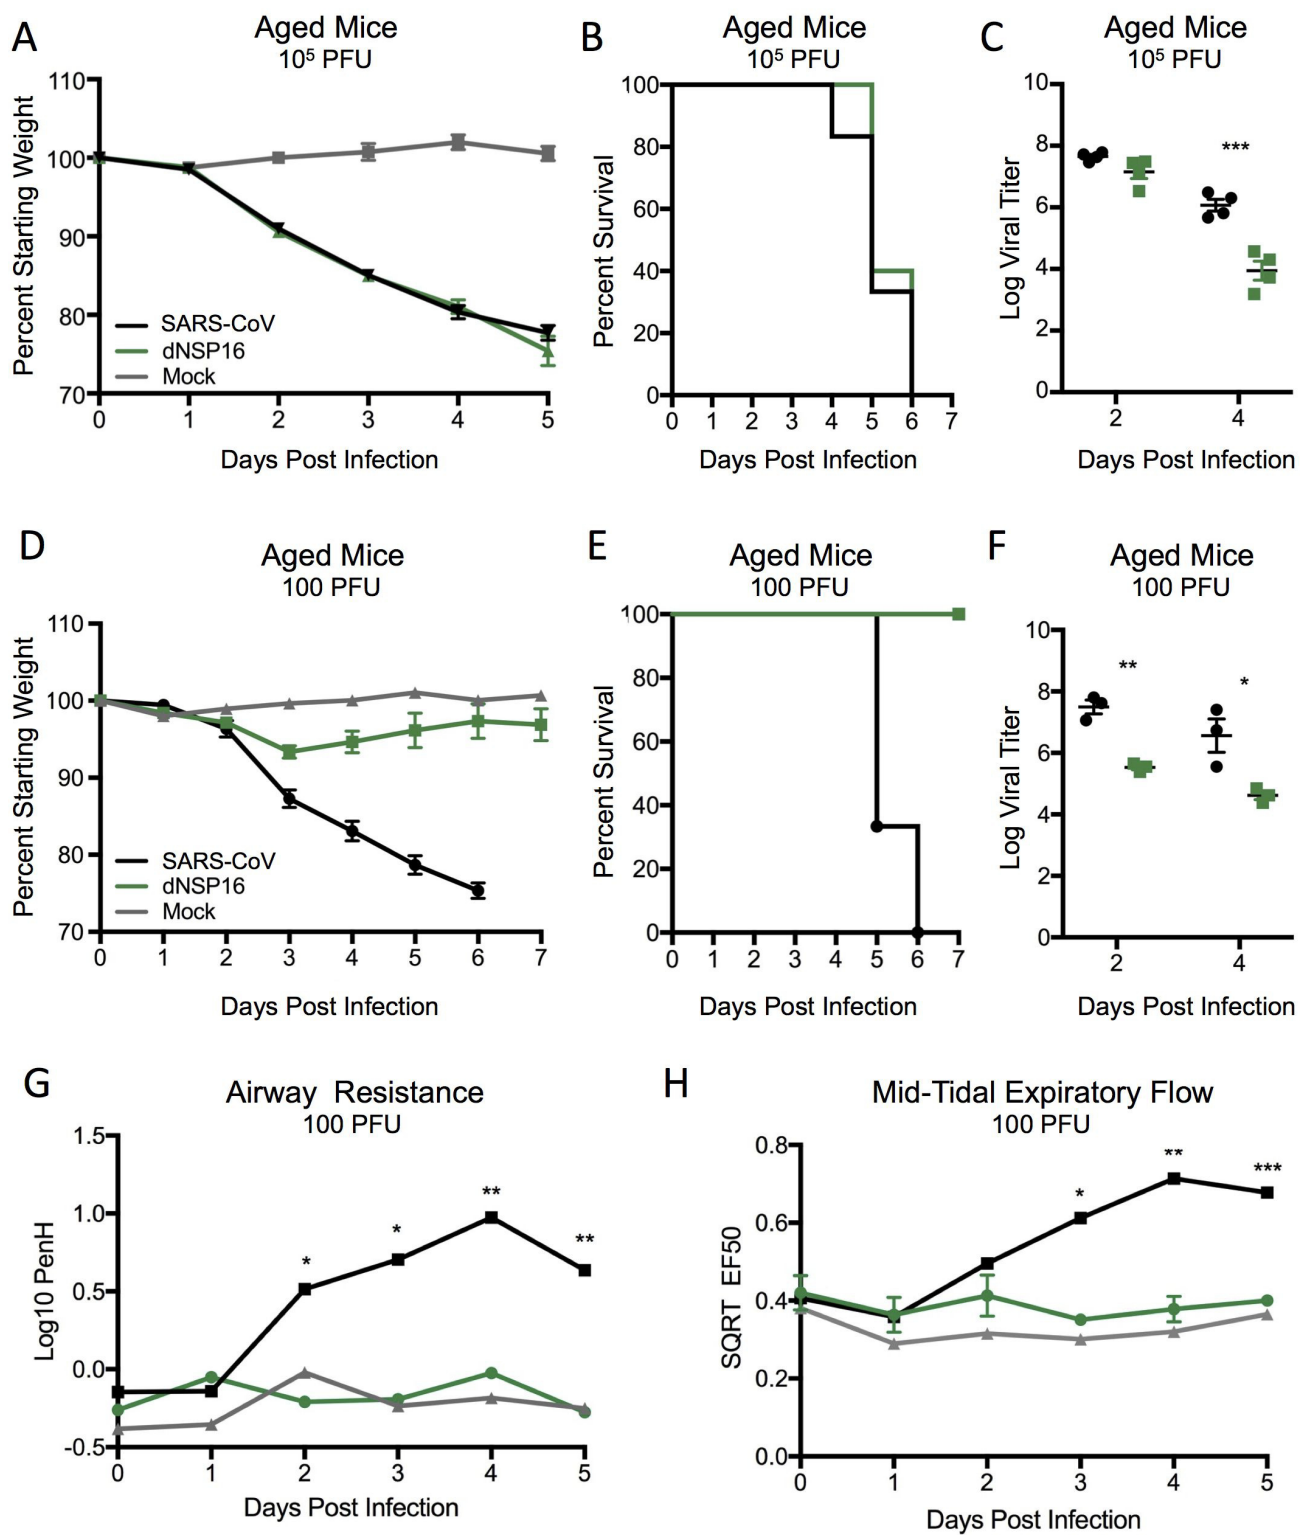 A
Aged Mice
10⁵ PFU
Percent Starting Weight
110
100
90
80
70
SARS-CoV
dNSP16
Mock
0 1 2 3 4 5
Days Post Infection
B
Aged Mice
10⁵ PFU
Percent Survival
100
80
60
40
20
0
0 1 2 3 4 5 6 7
Days Post Infection
C
Aged Mice
10⁵ PFU
Log Viral Titer
10
8
6
4
2
0
***
2 4
Days Post Infection
D
Aged Mice
100 PFU
Percent Starting Weight
110
100
90
80
70
SARS-CoV
dNSP16
Mock
0 1 2 3 4 5 6 7
Days Post Infection
E
Aged Mice
100 PFU
Percent Survival
100
80
60
40
20
0
0 1 2 3 4 5 6 7
Days Post Infection
F
Aged Mice
100 PFU
Log Viral Titer
10
8
6
4
2
0
**
*
2 4
Days Post Infection
G
Airway Resistance
100 PFU
Log10 PenH
1.5
1.0
0.5
0.0
-0.5
*
*
**
**
0 1 2 3 4 5
Days Post Infection
H
Mid-Tidal Expiratory Flow
100 PFU
SQRT EF50
0.8
0.6
0.4
0.2
0.0
*
**
***
0 1 2 3 4 5
Days Post Infection